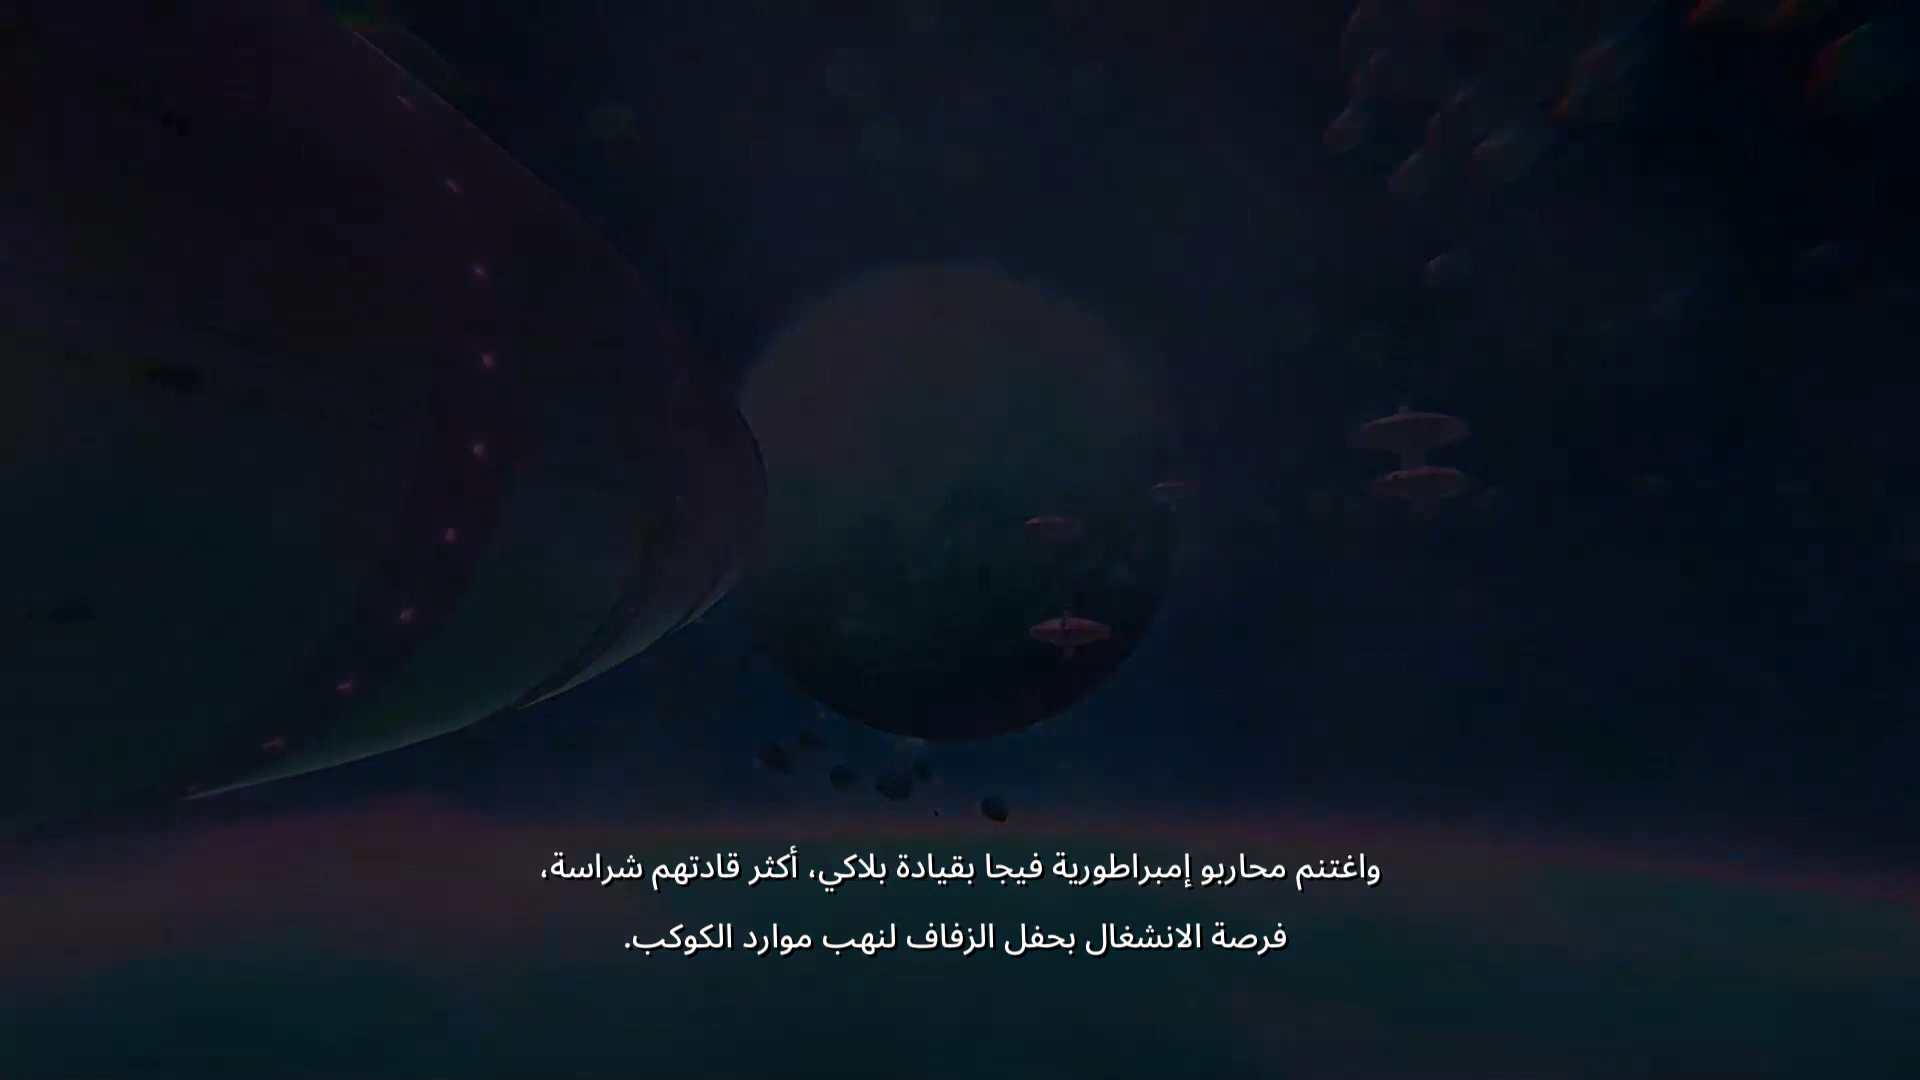 واغتنم محاربو إمبراطورية فيجا بقيادة بلاكي، أكثر قادتهم شراسة،
فرصة الانشغال بحفل الزفاف لنهب موارد الكوكب.